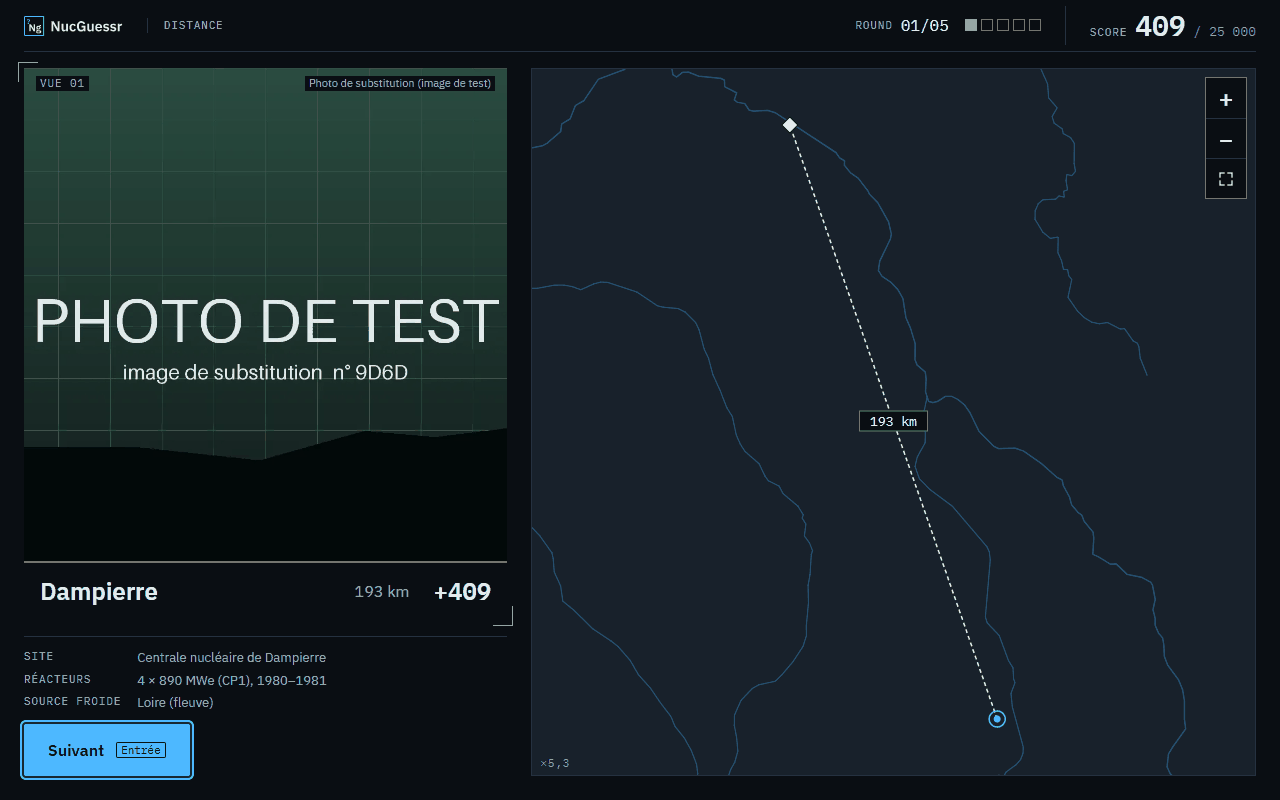 Ng NucGuessr
DISTANCE
ROUND 01/05
SCORE 409 / 25 000
VUE 01
Photo de substitution (image de test)
PHOTO DE TEST
image de substitution n° 9D6D
Dampierre
193 km
+409
SITE
Centrale nucléaire de Dampierre
RÉACTEURS
4 × 890 MWe (CP1), 1980–1981
SOURCE FROIDE
Loire (fleuve)
Suivant
Entrée
+
−
193 km
×5,3